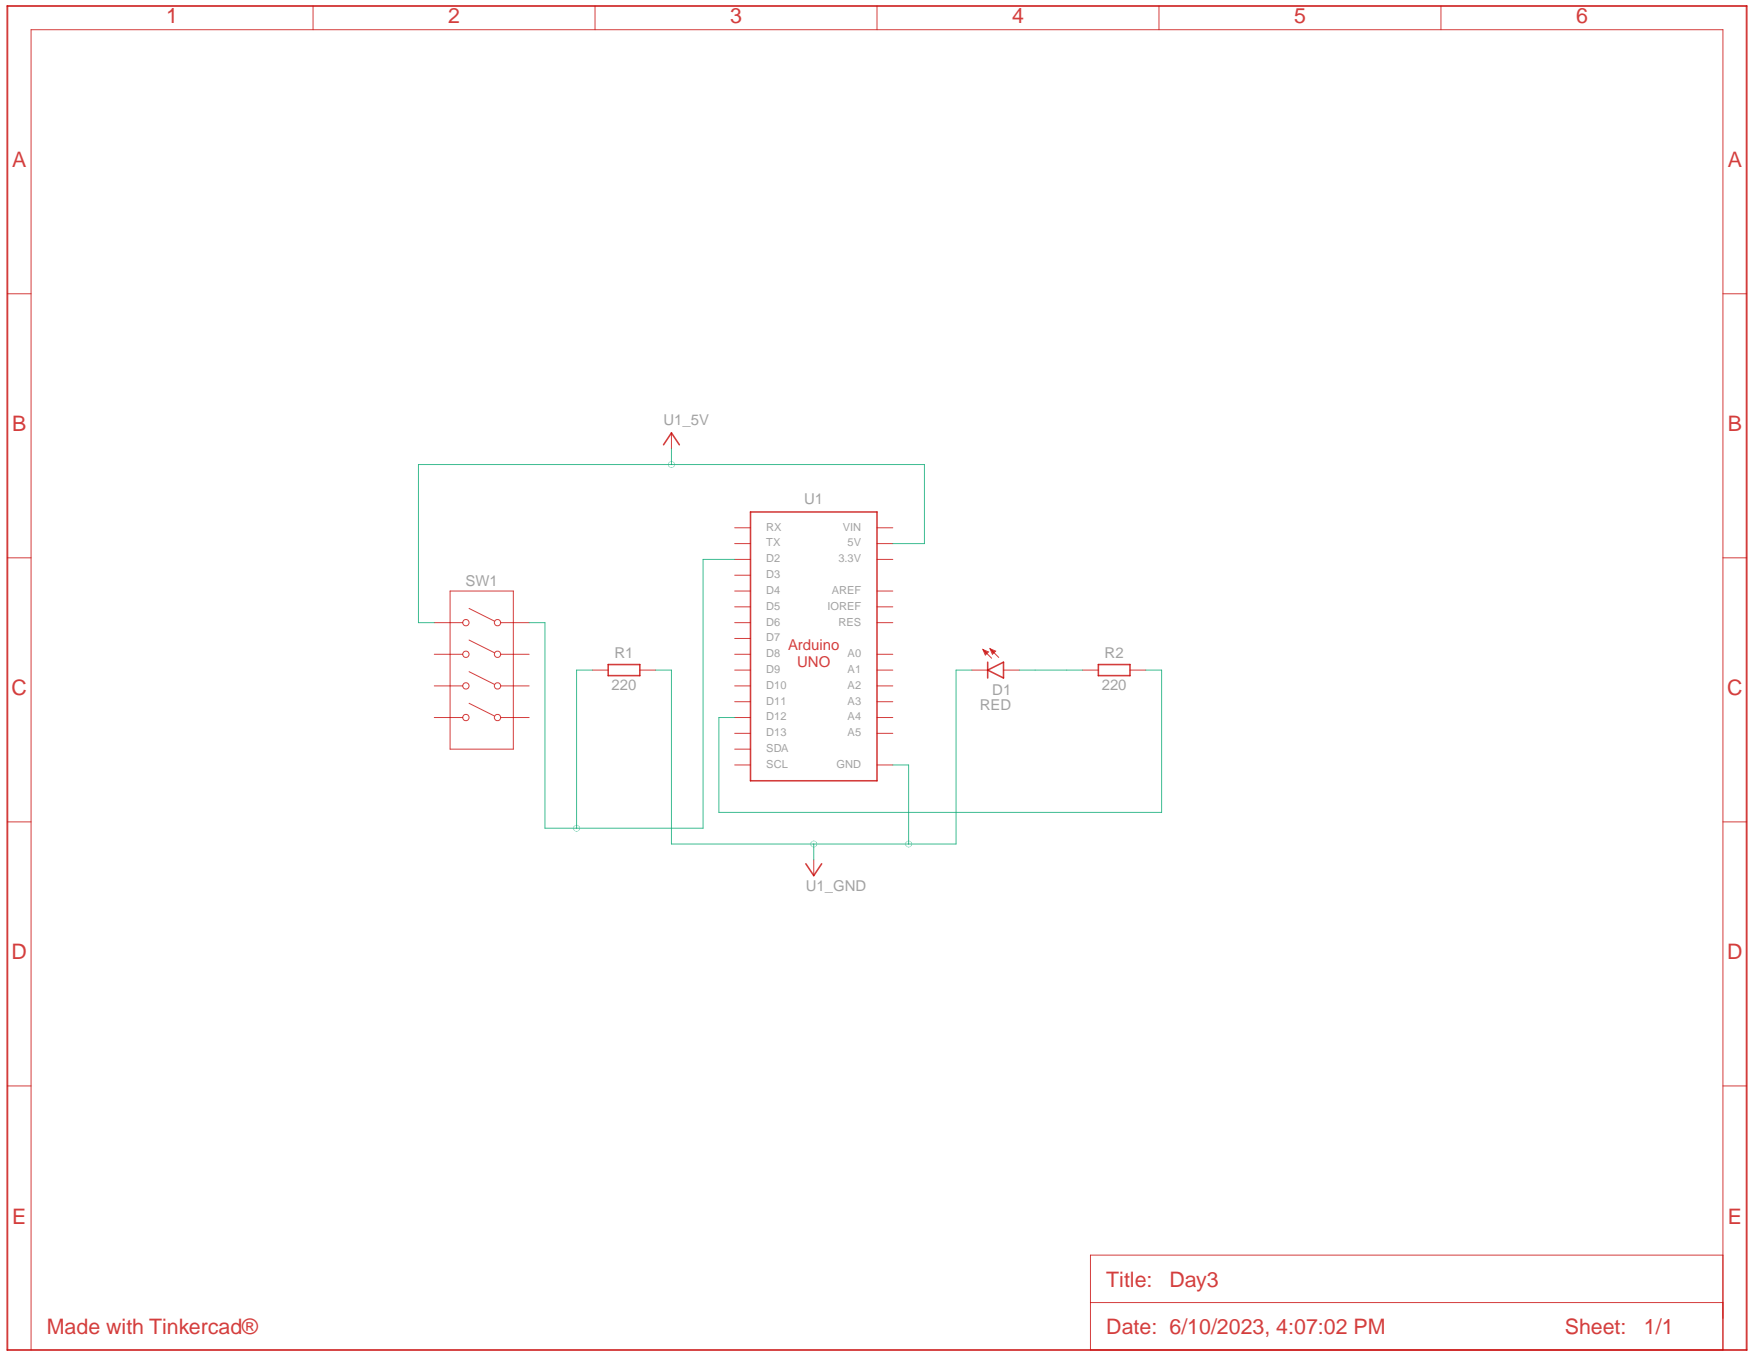 1 2 3 4 5 6
A A
B B
U1_5V
U1
RX VIN
TX 5V
D2 3.3V
D3
SW1
D4 AREF
D5 IOREF
D6 RES
D7
Arduino
UNO
R1
D8 A0
R2
D9 A1
220
D10 A2
220
C C
D1
RED
D11 A3
D12 A4
D13 A5
SDA
SCL GND
U1_GND
D D
E E
Title: Day3
Made with Tinkercad®
Date: 6/10/2023, 4:07:02 PM Sheet: 1/1